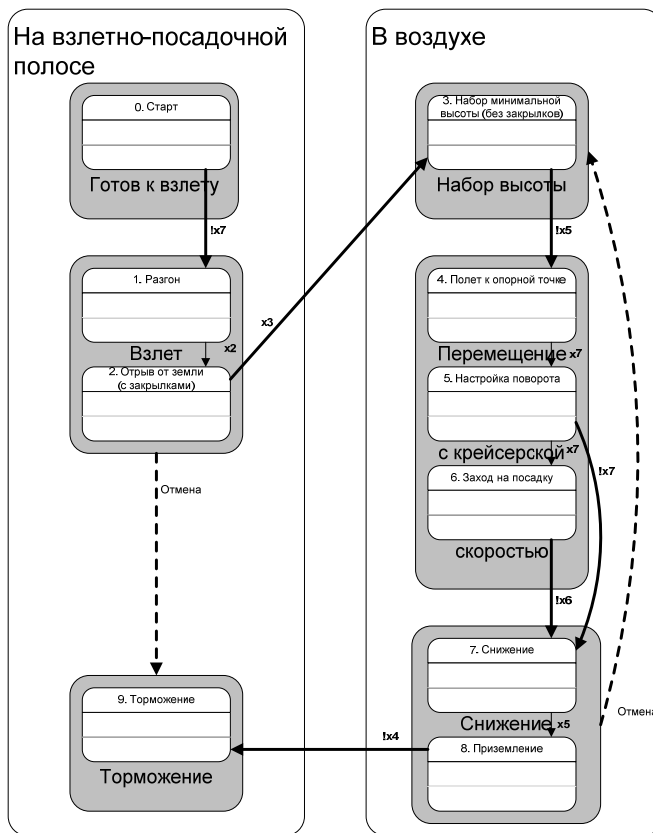 На взлетно-посадочной
полосе
0. Старт
Готов к взлету
!x7
1. Разгон
Взлет
x2
2. Отрыв от земли
(с закрылками)
x3
Отмена
9. Торможение
Торможение
В воздухе
3. Набор минимальной
высоты (без закрылков)
Набор высоты
!x5
4. Полет к опорной точке
Перемещение
x7
5. Настройка поворота
с крейсерской
x7
!x7
6. Заход на посадку
скоростью
!x6
7. Снижение
Снижение
x5
8. Приземление
!x4
Отмена